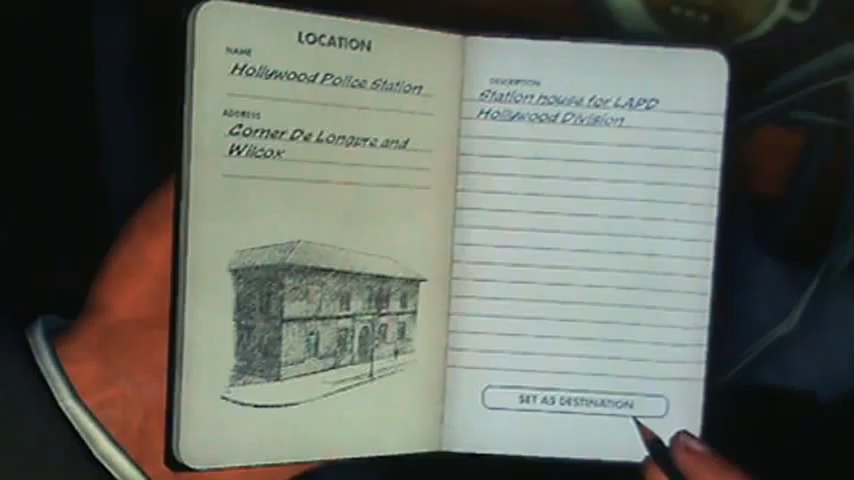 LOCATION
NAME
Hollywood Police Station
ADDRESS
Corner De Longpre and
Wilcox
DESCRIPTION
Station house for LAPD
Hollywood Division
SET AS DESTINATION